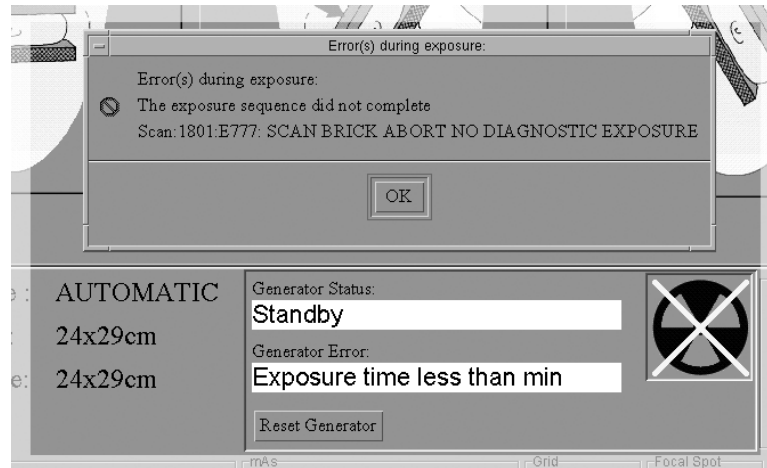 Error(s) during exposure:
Error(s) during exposure:
The exposure sequence did not complete
Scan:1801:E777: SCAN BRICK ABORT NO DIAGNOSTIC EXPOSURE
OK
AUTOMATIC
24x29cm
24x29cm
Generator Status:
Standby
Generator Error:
Exposure time less than min
Reset Generator
mAs
Grid
Focal Spot